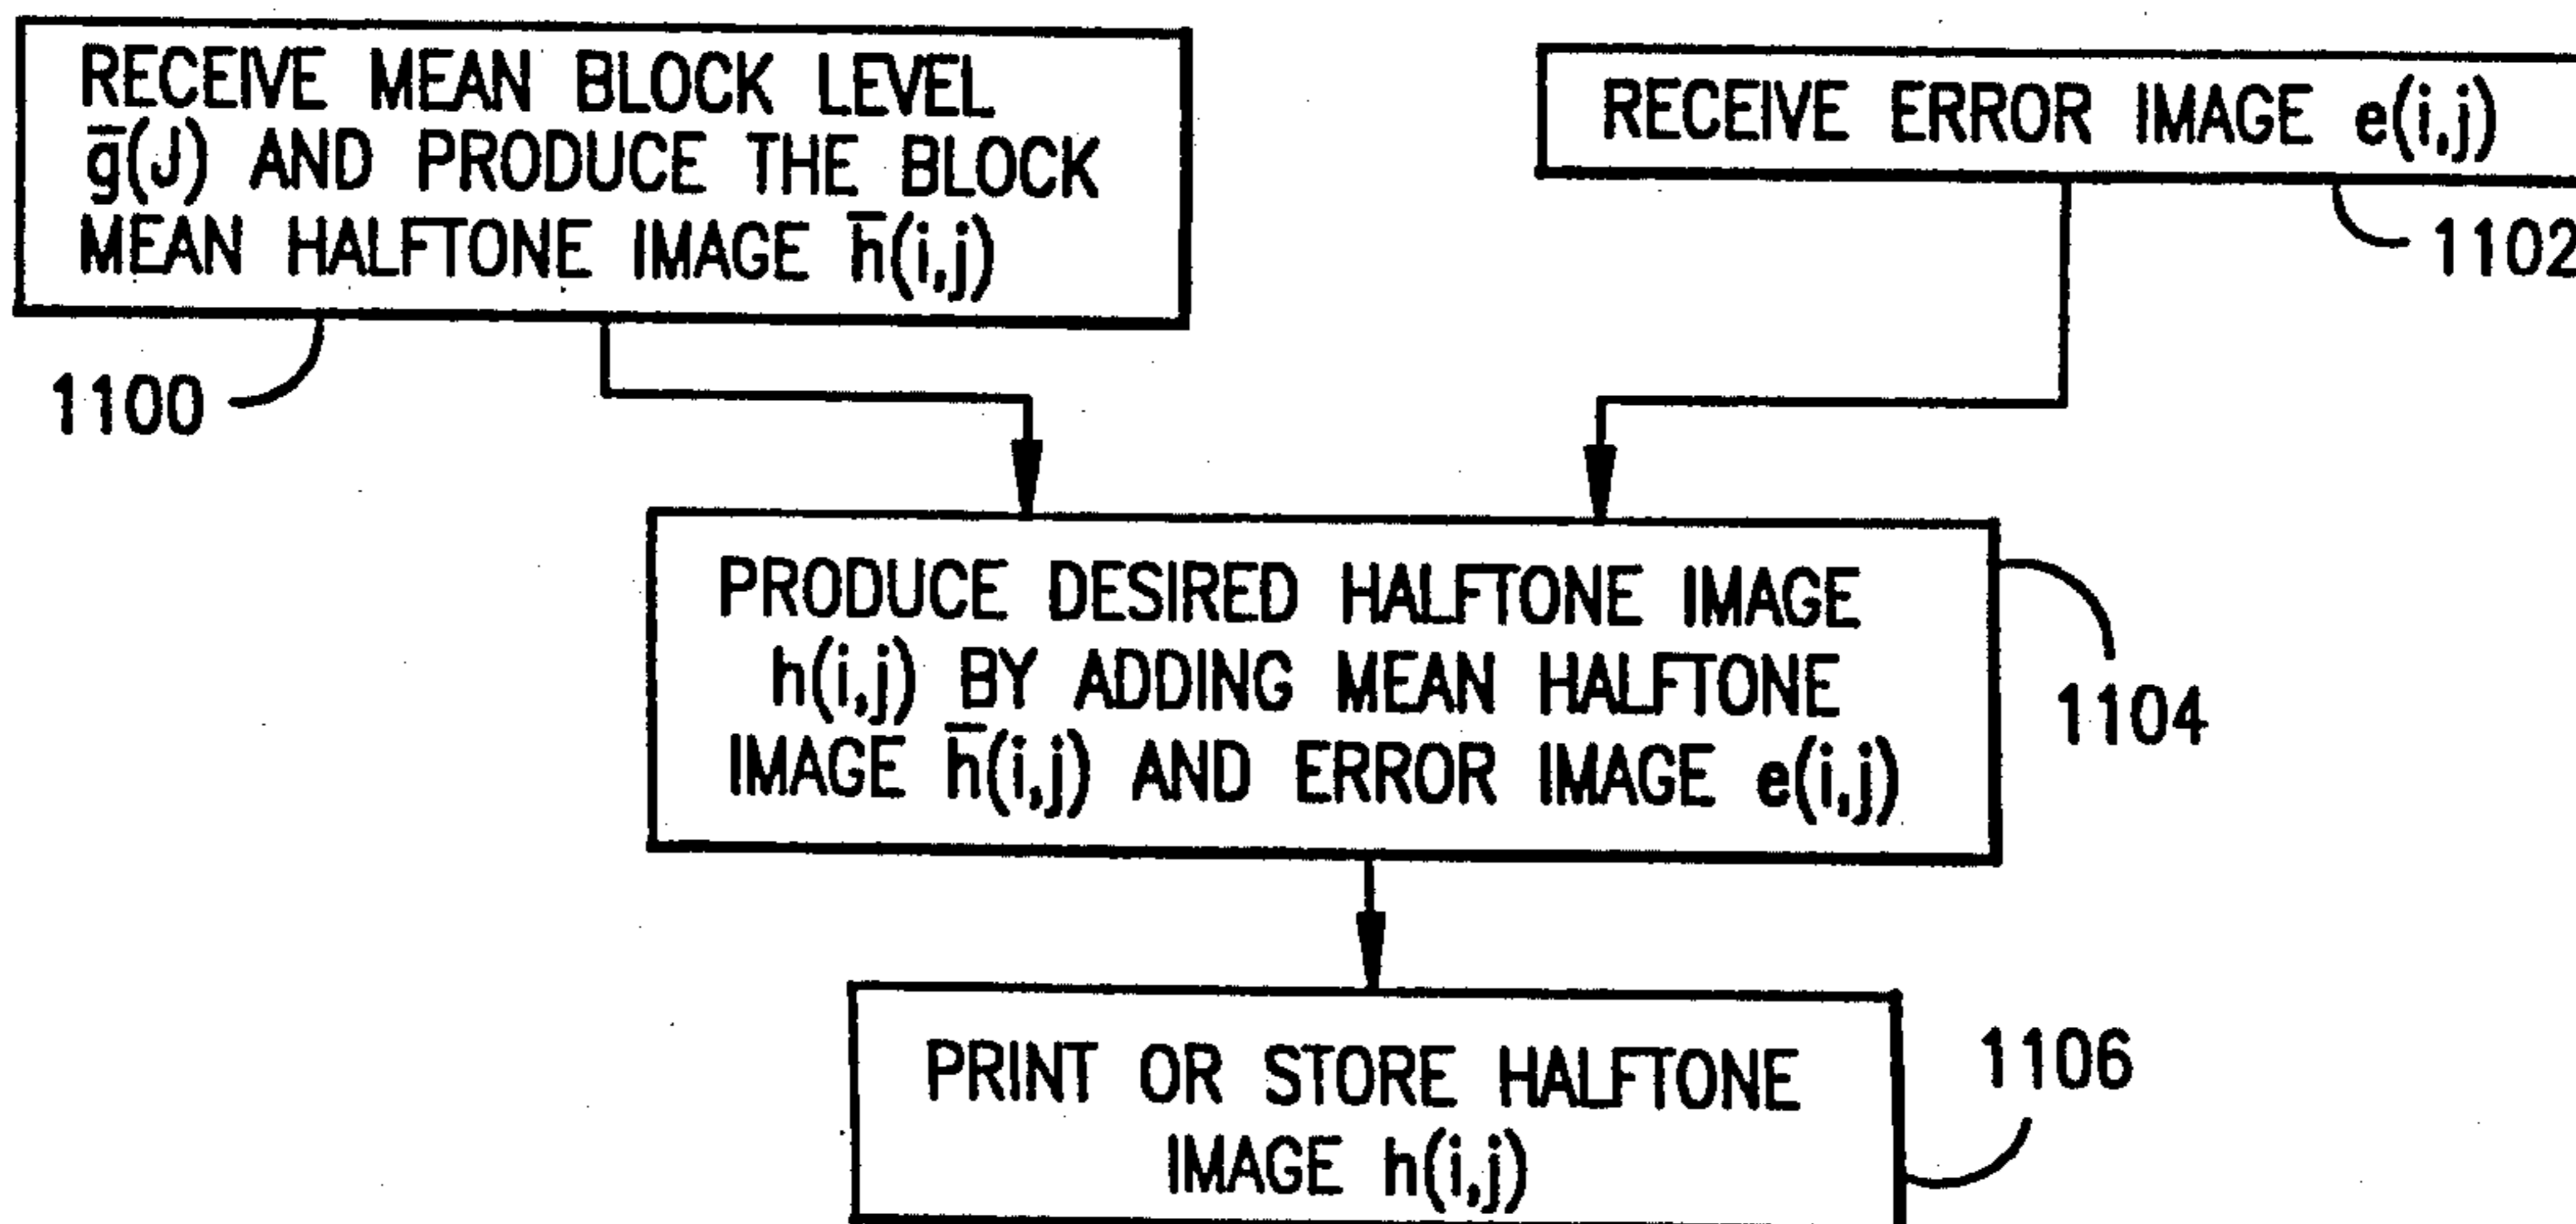 RECEIVE MEAN BLOCK LEVEL
g̅(J) AND PRODUCE THE BLOCK
MEAN HALFTONE IMAGE h̅(i,j)
1100
RECEIVE ERROR IMAGE e(i,j)
1102
PRODUCE DESIRED HALFTONE IMAGE
h(i,j) BY ADDING MEAN HALFTONE
IMAGE h̅(i,j) AND ERROR IMAGE e(i,j)
1104
PRINT OR STORE HALFTONE
IMAGE h(i,j)
1106